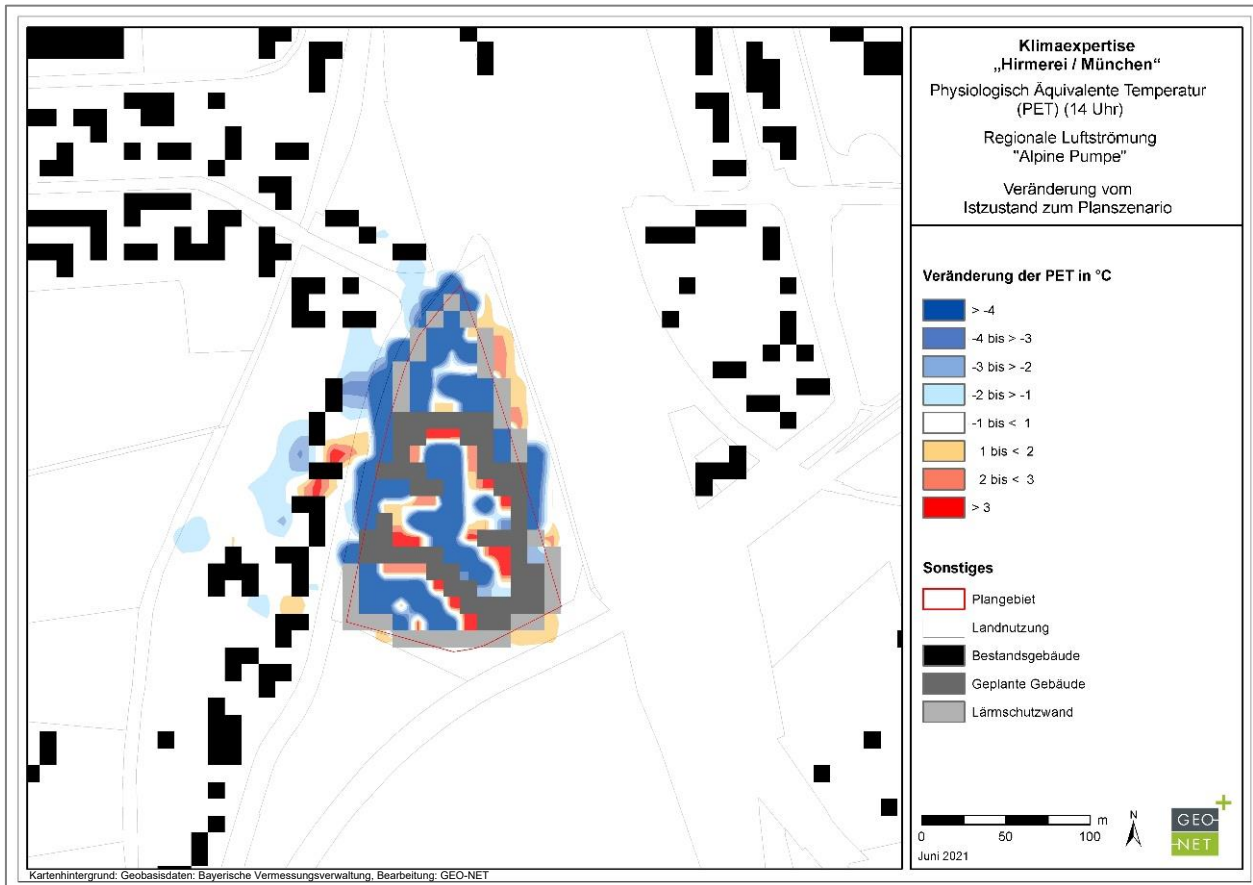 Klimaexpertise
„Hirmerei / München“
Physiologisch Äquivalente Temperatur
(PET) (14 Uhr)
Regionale Luftströmung
"Alpine Pumpe"
Veränderung vom
Istzustand zum Planszenario
Veränderung der PET in °C
> -4
-4 bis > -3
-3 bis > -2
-2 bis > -1
-1 bis < 1
1 bis < 2
2 bis < 3
> 3
Sonstiges
Plangebiet
Landnutzung
Bestandsgebäude
Geplante Gebäude
Lärmschutzwand
m
0 50 100
N
Juni 2021
GEO
NET
Kartenhintergrund: Geobasisdaten: Bayerische Vermessungsverwaltung, Bearbeitung: GEO-NET